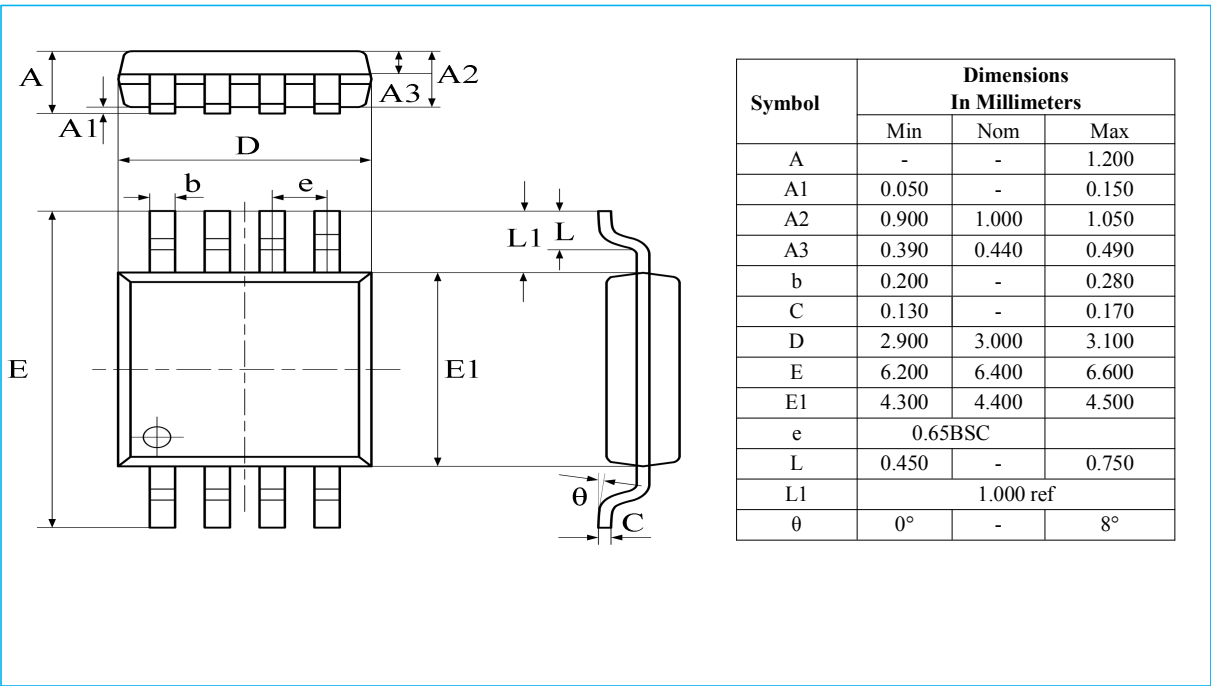 A
A1
A2
A3
D
b
e
L1
L
E
E1
θ
C
Symbol Dimensions
In Millimeters
Min Nom Max
A - - 1.200
A1 0.050 - 0.150
A2 0.900 1.000 1.050
A3 0.390 0.440 0.490
b 0.200 - 0.280
C 0.130 - 0.170
D 2.900 3.000 3.100
E 6.200 6.400 6.600
E1 4.300 4.400 4.500
e 0.65BSC
L 0.450 - 0.750
L1 1.000 ref
θ 0° - 8°